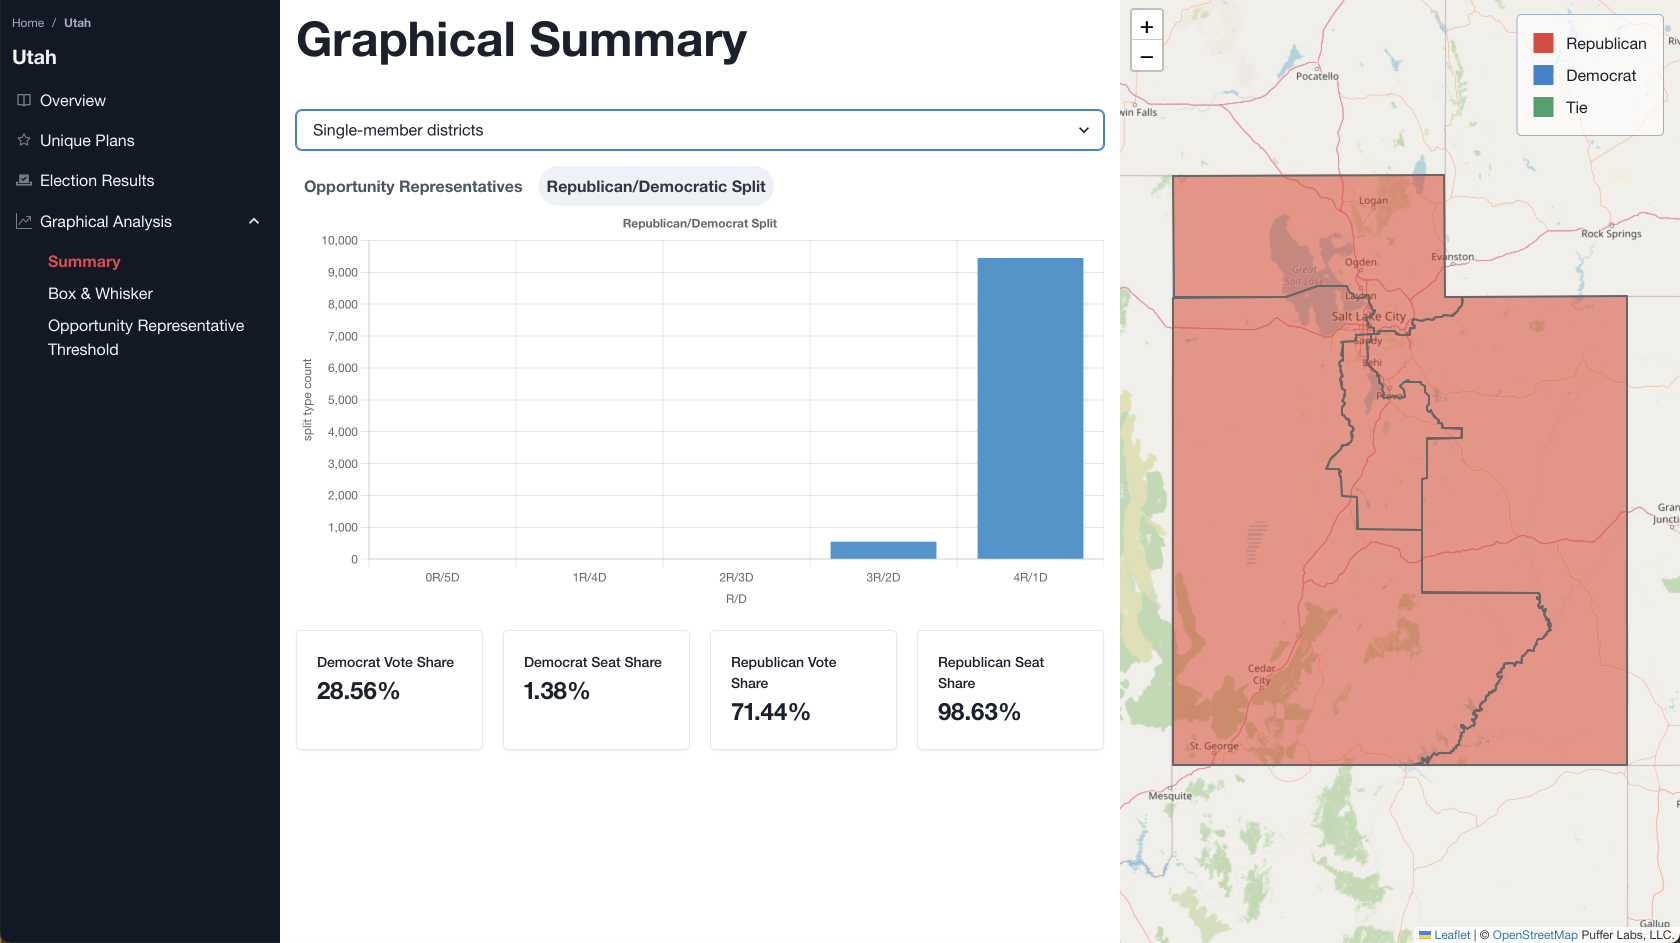 Home / Utah
Utah
Overview
Unique Plans
Election Results
Graphical Analysis
Summary
Box & Whisker
Opportunity Representative
Threshold
Graphical Summary
Single-member districts
Opportunity Representatives
Republican/Democratic Split
Republican/Democrat Split
10,000
9,000
8,000
7,000
6,000
5,000
4,000
3,000
2,000
1,000
0
split type count
0R/5D
1R/4D
2R/3D
3R/2D
4R/1D
R/D
Democrat Vote Share
28.56%
Democrat Seat Share
1.38%
Republican Vote
Share
71.44%
Republican Seat
Share
98.63%
+
−
Republican
Democrat
Tie
Pocatello
Logan
Rock Springs
Evanston
Ogden
Great
Salt Lake
Layton
Salt Lake City
Sandy
Lehi
Provo
Cedar
City
St. George
Mesquite
Gallup
Leaflet | © OpenStreetMap Puffer Labs, LLC.